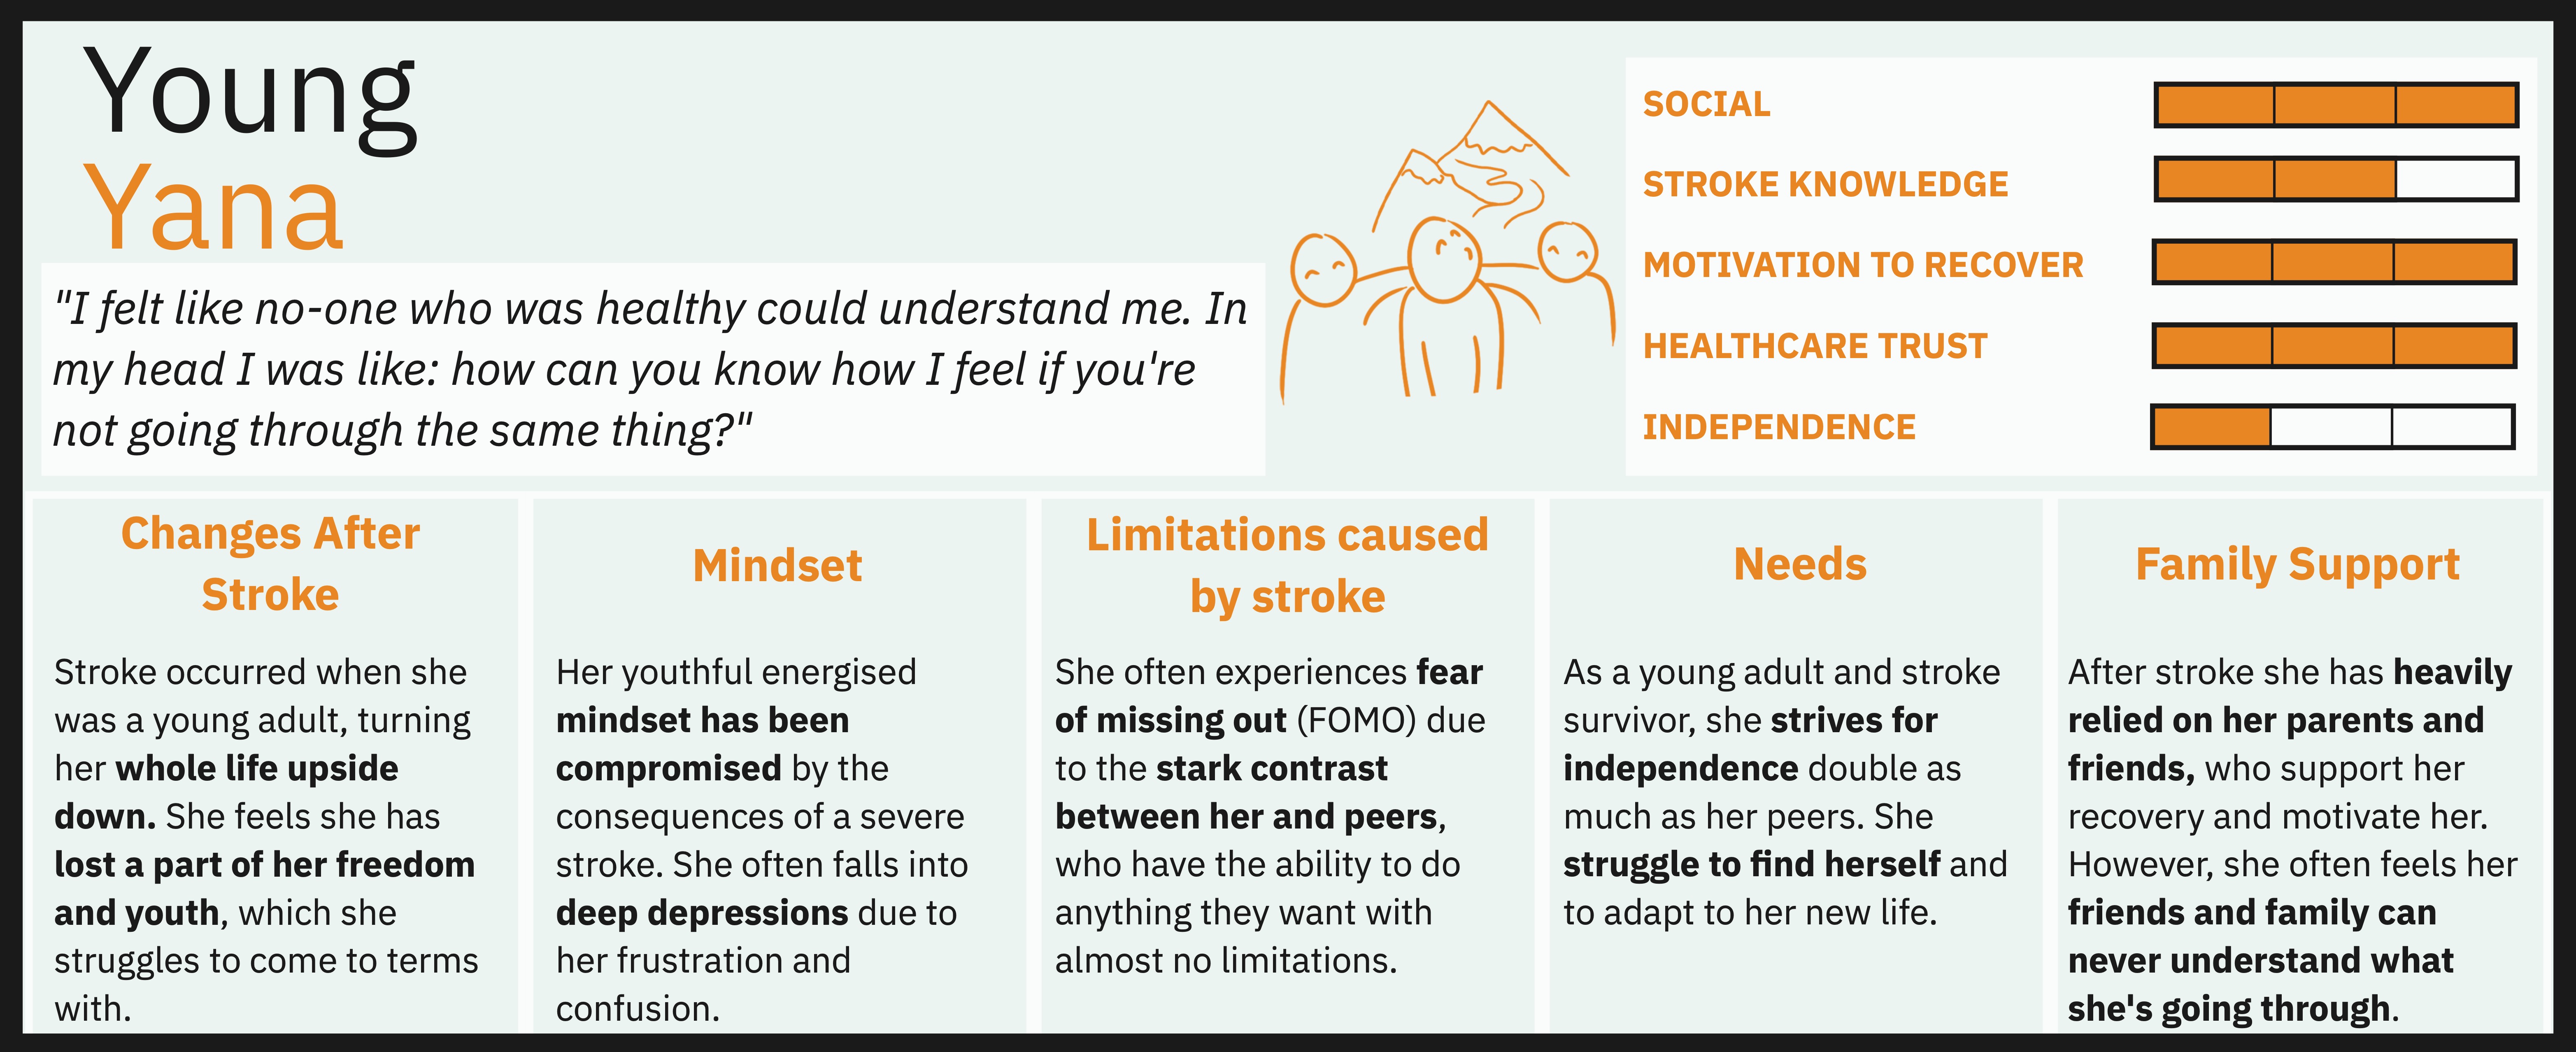 Young
Yana
"I felt like no-one who was healthy could understand me. In
my head I was like: how can you know how I feel if you're
not going through the same thing?"
SOCIAL
STROKE KNOWLEDGE
MOTIVATION TO RECOVER
HEALTHCARE TRUST
INDEPENDENCE
Changes After
Stroke
Stroke occurred when she
was a young adult, turning
her whole life upside
down. She feels she has
lost a part of her freedom
and youth, which she
struggles to come to terms
with.
Mindset
Her youthful energised
mindset has been
compromised by the
consequences of a severe
stroke. She often falls into
deep depressions due to
her frustration and
confusion.
Limitations caused
by stroke
She often experiences fear
of missing out (FOMO) due
to the stark contrast
between her and peers,
who have the ability to do
anything they want with
almost no limitations.
Needs
As a young adult and stroke
survivor, she strives for
independence double as
much as her peers. She
struggle to find herself and
to adapt to her new life.
Family Support
After stroke she has heavily
relied on her parents and
friends, who support her
recovery and motivate her.
However, she often feels her
friends and family can
never understand what
she's going through.